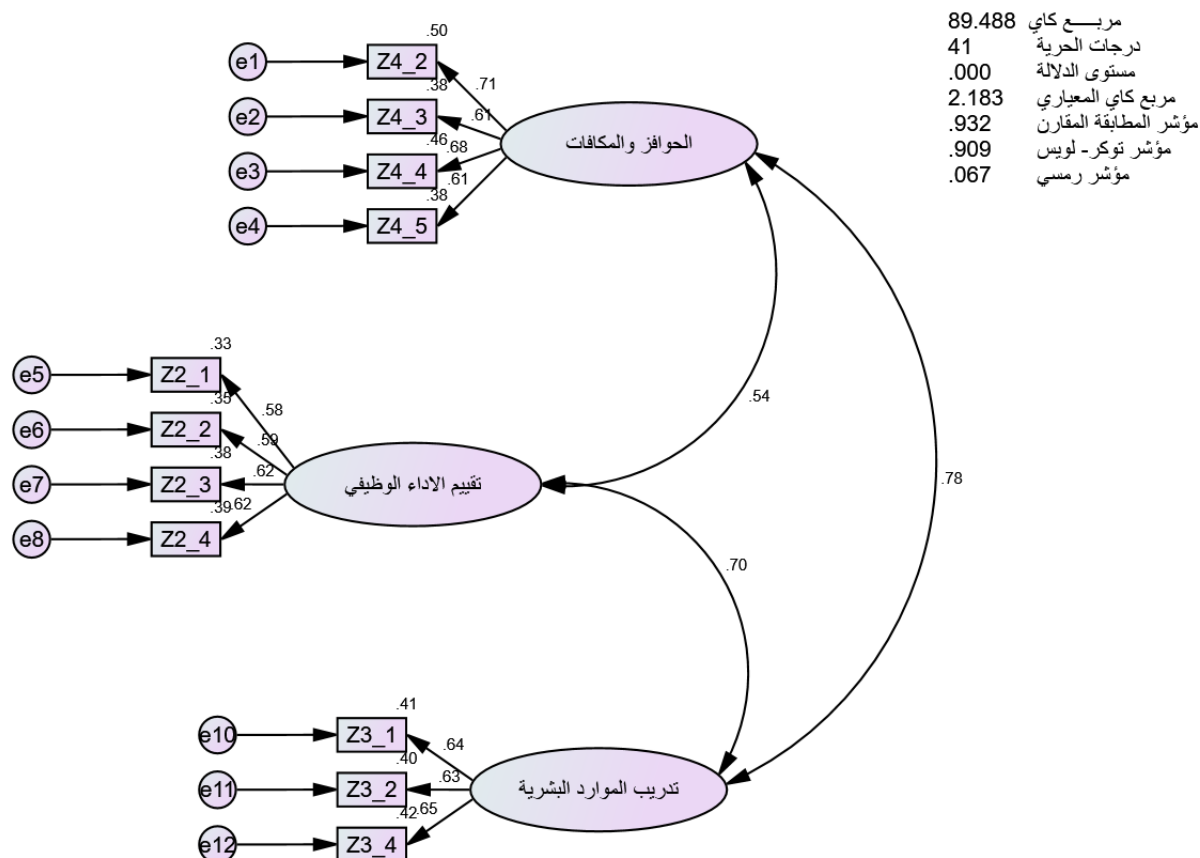 مربـــــع كاي 89.488
درجات الحرية 41
مستوى الدلالة .000
مربع كاي المعياري 2.183
مؤشر المطابقة المقارن .932
مؤشر توكر- لويس .909
مؤشر رمسي .067
.50
e1 Z4_2
.71
.38
e2 Z4_3
.61
.46
e3 Z4_4
.68
.61
.38
e4 Z4_5
الحوافز والمكافات
.33
e5 Z2_1
.58
.35
e6 Z2_2
.59
.38
e7 Z2_3
.62
.39
.62
e8 Z2_4
تقييم الاداء الوظيفي
.54
.78
.70
.41
e10 Z3_1
.64
.40
e11 Z3_2
.63
.42
.65
e12 Z3_4
تدريب الموارد البشرية